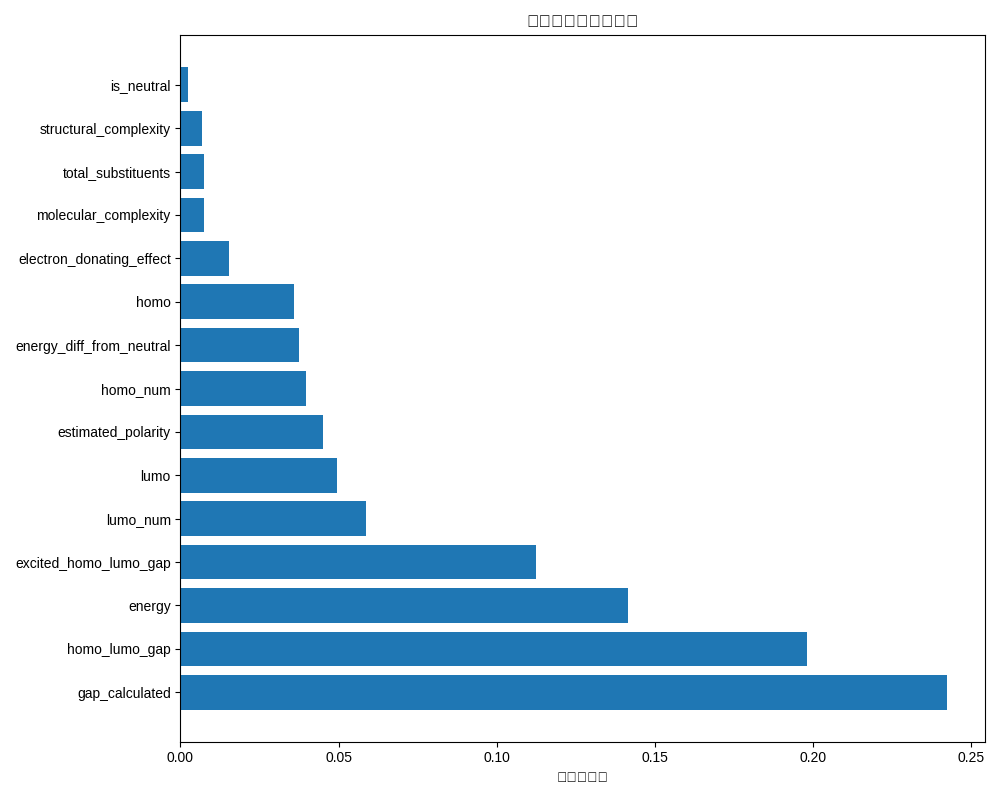 is_neutral
structural_complexity
total_substituents
molecular_complexity
electron_donating_effect
homo
energy_diff_from_neutral
homo_num
estimated_polarity
lumo
lumo_num
excited_homo_lumo_gap
energy
homo_lumo_gap
gap_calculated
0.00 0.05 0.10 0.15 0.20 0.25